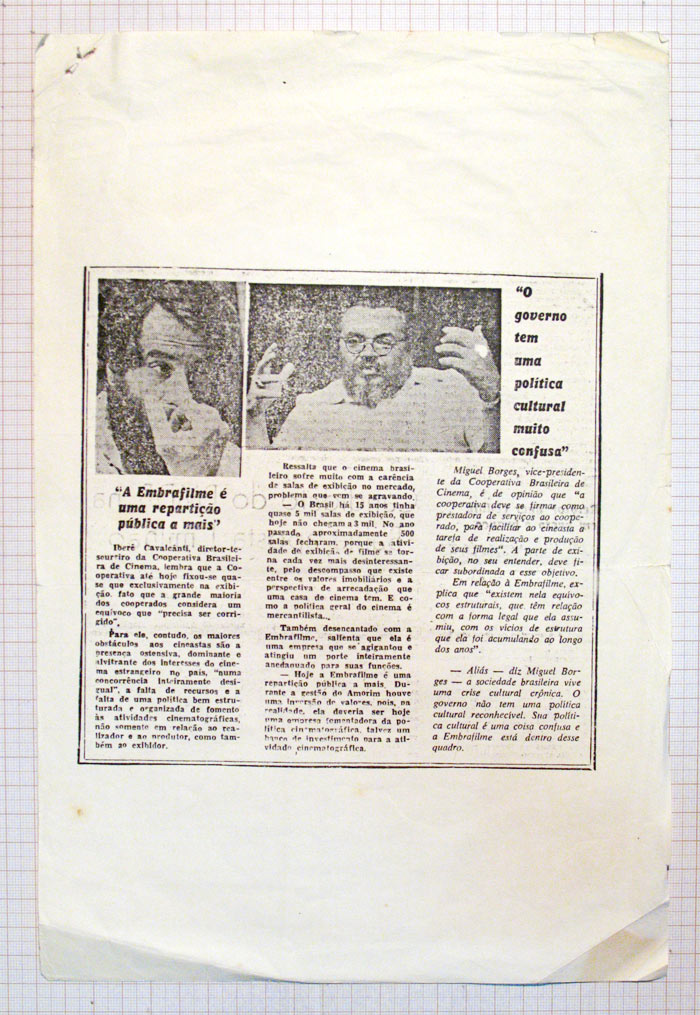 “A Embrafilme é
uma repartição
pública a mais”
Iberê Cavalcânti, diretor-te-
soureiro da Cooperativa Brasilei-
ra de Cinema, lembra que a Co-
operativa até hoje fixou-se qua-
se que exclusivamente na exibi-
ção, fato que a grande maioria
dos cooperados considera um
equívoco que “precisa ser corri-
gido”.
Para ele, contudo, os maiores
obstáculos aos cineastas são a
presença ostensiva, dominante e
aivitrante dos interesses do cine-
ma estrangeiro no país, “numa
concorrência inteiramente desi-
gual”, a falta de recursos e a
falta de uma política bem estru-
turada e organizada de fomento
às atividades cinematográficas,
não somente em relação ao rea-
lizador e ao produtor, como tam-
bém ao exibidor.
Ressalta que o cinema brasi-
leiro sofre muito com a carência
de salas de exibição no mercado,
problema que vem se agravando.
— O Brasil há 15 anos tinha
quase 5 mil salas de exibição, que
hoje não chegam a 3 mil. No ano
passado, aproximadamente 500
salas fecharam, porque a ativi-
dade de exibição de filme se tor-
na cada vez mais desinteressan-
te, pelo descompasso que existe
entre os valores imobiliários e a
perspectiva de arrecadação que
uma casa de cinema tem. E co-
mo a política geral do cinema é
mercantilista...
Também desencantado com a
Embrafilme, salienta que ela é
uma empresa que se agigantou e
atingiu um porte inteiramente
inadequado para suas funções.
— Hoje a Embrafilme é uma
repartição pública a mais. Du-
rante a gestão do Amorim houve
uma inversão de valores, pois, na
realidade, ela deveria ser hoje
uma empresa fomentadora da po-
lítica cinematográfica, talvez um
banco de investimento para a ati-
vidade cinematográfica.
“O
governo
tem
uma
política
cultural
muito
confusa”
Miguel Borges, vice-presiden-
te da Cooperativa Brasileira de
Cinema, é de opinião que “a
cooperativa deve se firmar como
prestadora de serviços ao coope-
rado, para facilitar ao cineasta a
tarefa de realização e produção
de seus filmes”. A parte de exi-
bição, no seu entender, deve fi-
car subordinada a esse objetivo.
Em relação à Embrafilme, ex-
plica que “existem nela equívo-
cos estruturais, que têm relação
com a forma legal que ela assu-
miu, com os vícios de estrutura
que ela foi acumulando ao longo
dos anos”.
— Aliás — diz Miguel Bor-
ges — a sociedade brasileira vive
uma crise cultural crônica. O
governo não tem uma política
cultural reconhecível. Sua políti-
ca cultural é uma coisa confusa e
a Embrafilme está dentro desse
quadro.